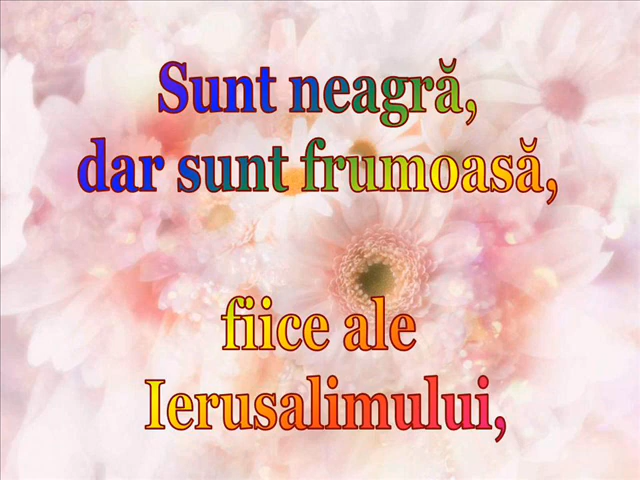 Sunt neagră,
dar sunt frumoasă,
fiice ale
Ierusalimului,